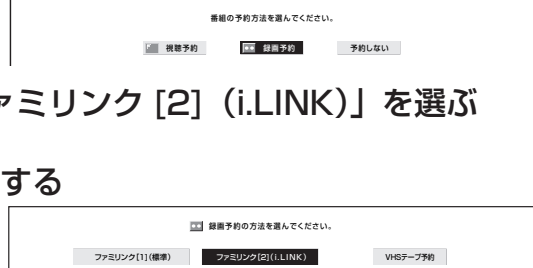 番組の予約方法を選んでください。
視聴予約 録画予約 予約しない
ァミリンク [2]（i.LINK）」を選ぶ
する
録画予約の方法を選んでください。
ファミリンク[1](標準) ファミリンク[2](i.LINK) VHSテープ予約